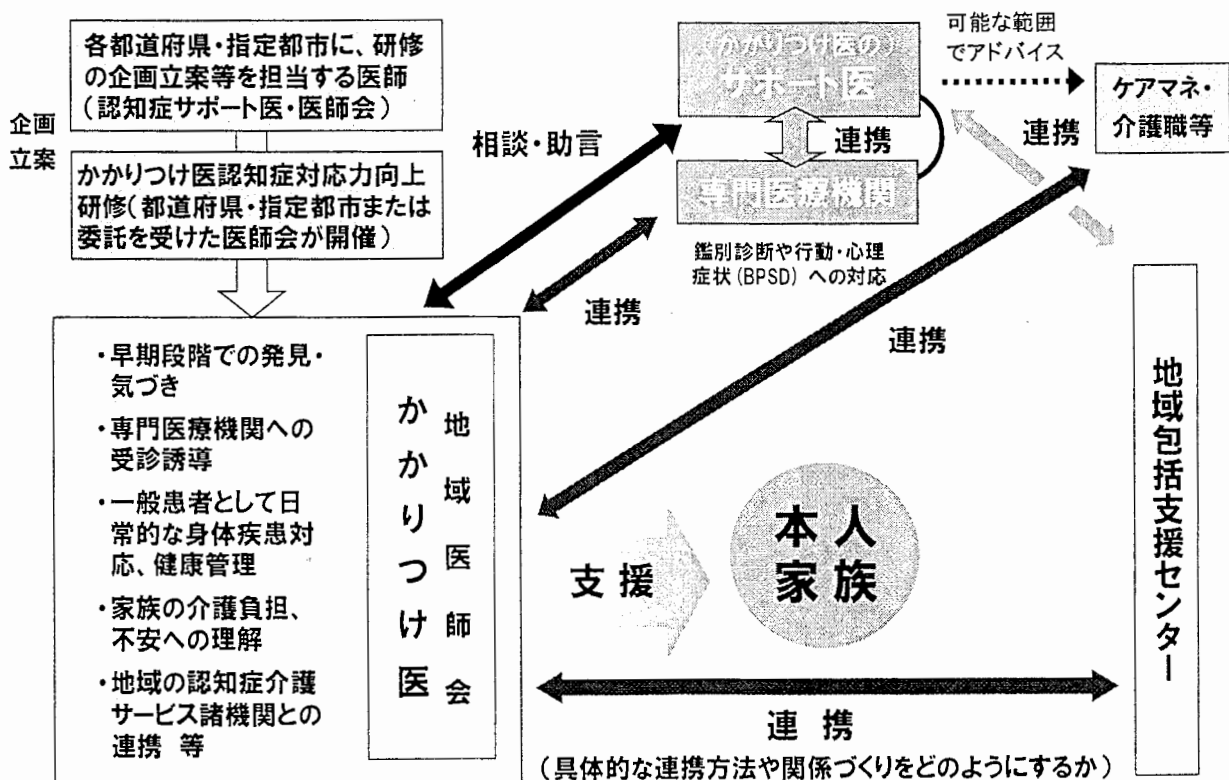 各都道府県・指定都市に、研修
の企画立案等を担当する医師
(認知症サポート医・医師会)
企画
立案
かかりつけ医認知症対応力向上
研修(都道府県・指定都市または
委託を受けた医師会が開催)
(かかりつけ医の)
サポート医
連携
専門医療機関
鑑別診断や行動・心理
症状(BPSD)への対応
可能な範囲
でアドバイス
ケアマネ・
介護職等
連携
相談・助言
連携
連携
・早期段階での発見・
気づき
・専門医療機関への
受診誘導
・一般患者として日
常的な身体疾患対
応、健康管理
・家族の介護負担、
不安への理解
・地域の認知症介護
サービス諸機関との
連携 等
かかりつけ医
地域医師会
支援
本人
家族
地域包括支援センター
連携
(具体的な連携方法や関係づくりをどのようにするか)